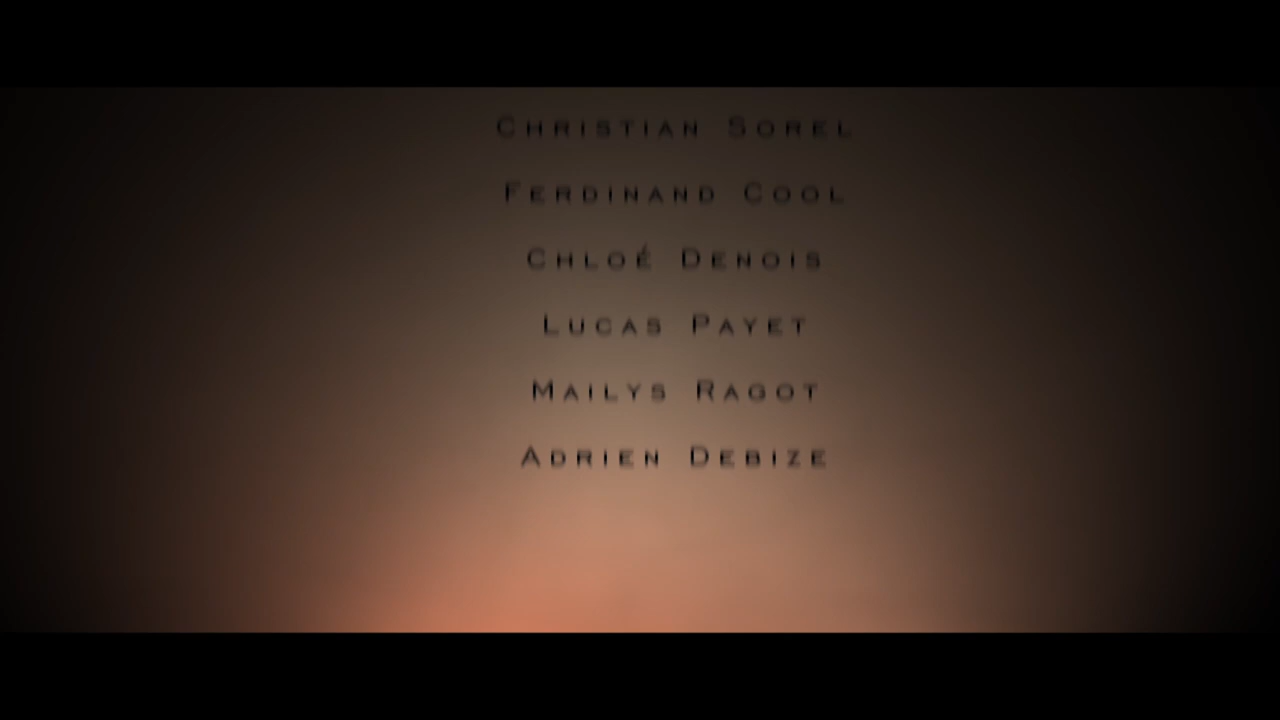 Christian Sorel
Ferdinand Cool
Chloé Denois
Lucas Payet
Mailys Ragot
Adrien Debize